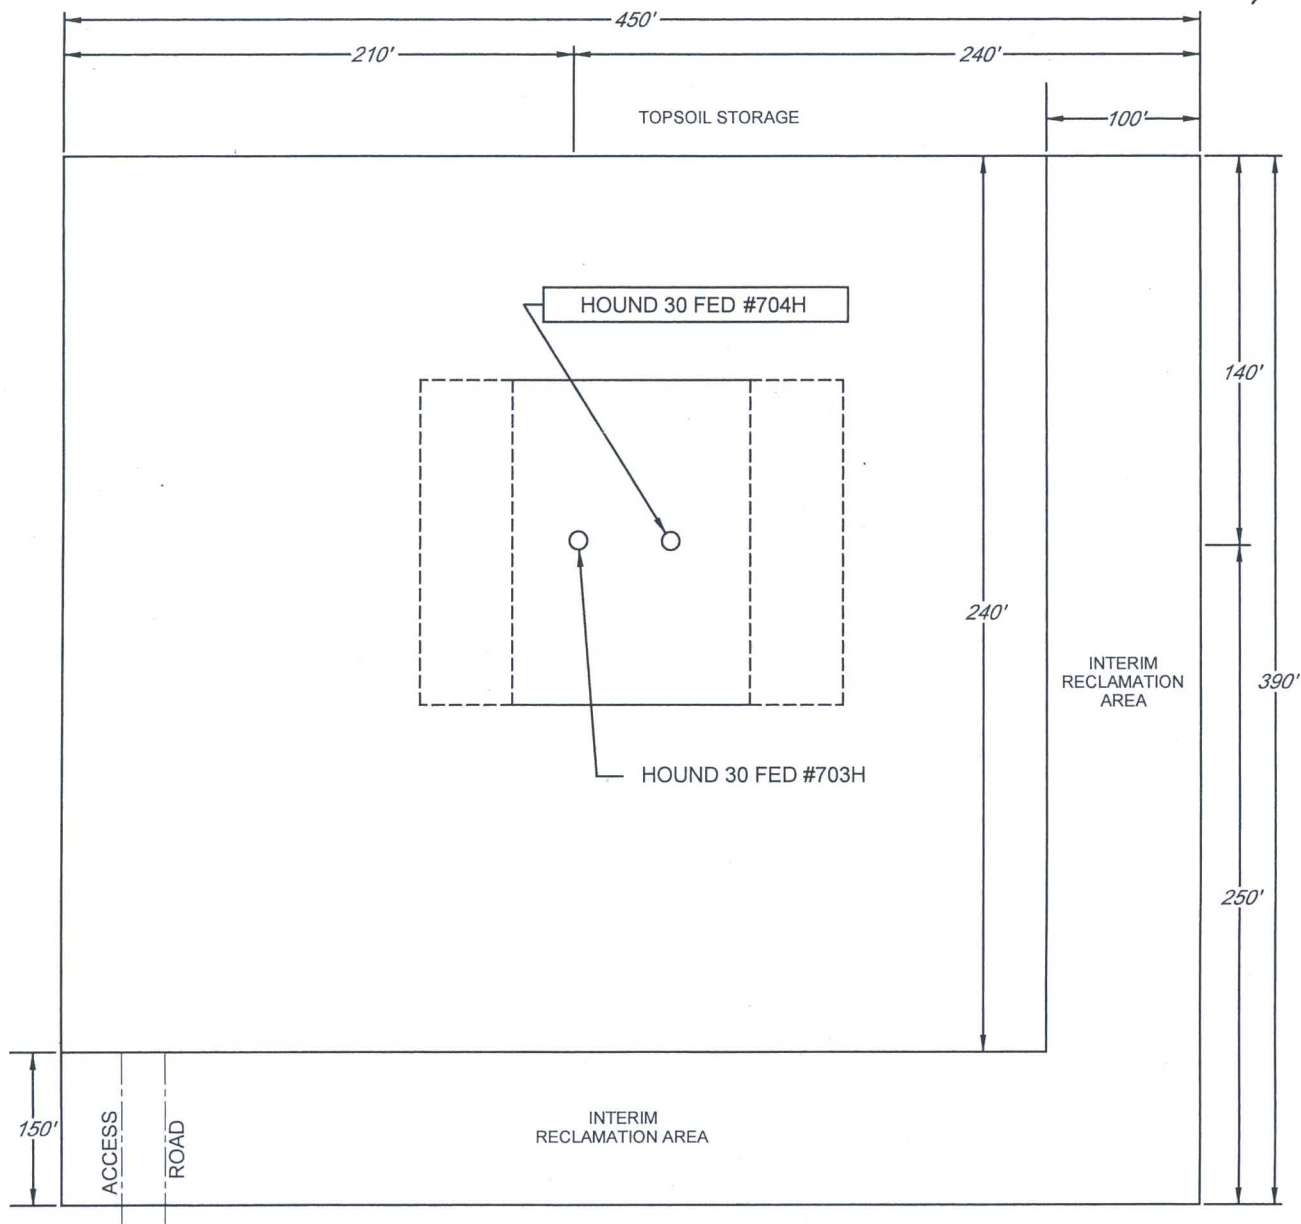 450'
210'
240'
TOPSOIL STORAGE
100'
HOUND 30 FED #704H
140'
240'
INTERIM
RECLAMATION
AREA
390'
HOUND 30 FED #703H
250'
150'
ACCESS
ROAD
INTERIM
RECLAMATION AREA